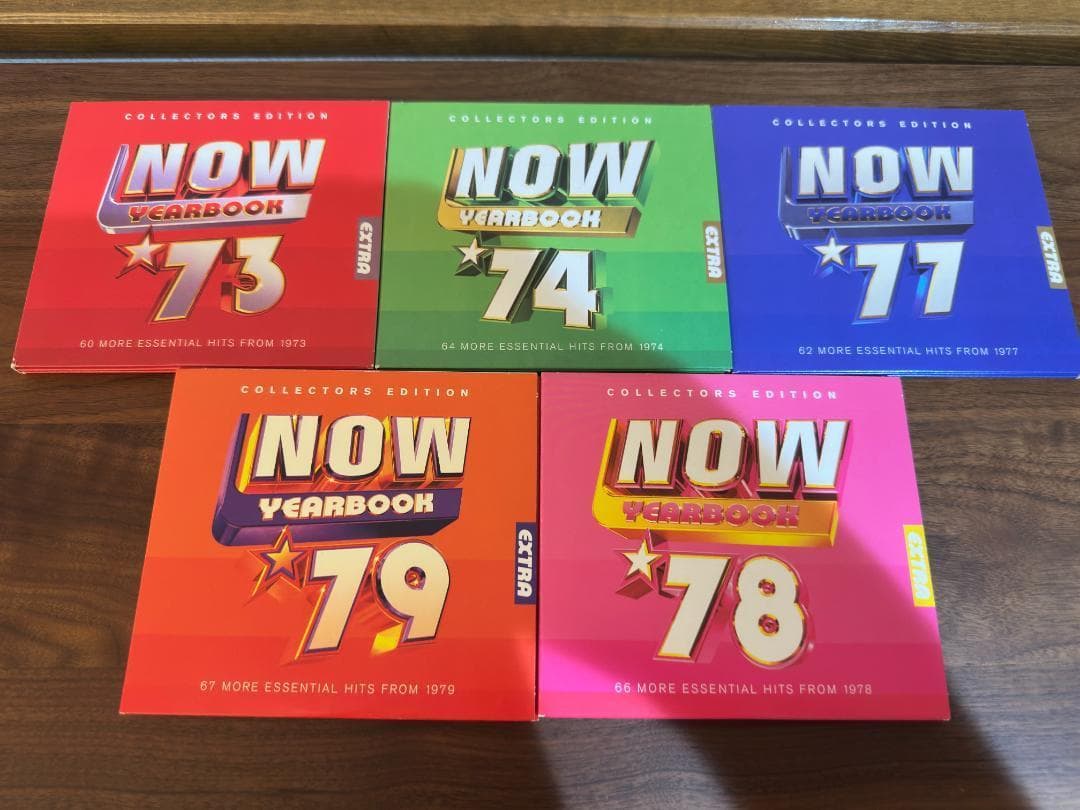 COLLECTORS EDITION
NOW
YEARBOOK
'73
EXTRA
60 MORE ESSENTIAL HITS FROM 1973
COLLECTORS EDITION
NOW
YEARBOOK
'74
EXTRA
64 MORE ESSENTIAL HITS FROM 1974
COLLECTORS EDITION
NOW
YEARBOOK
'77
EXTRA
62 MORE ESSENTIAL HITS FROM 1977
COLLECTORS EDITION
NOW
YEARBOOK
'79
EXTRA
67 MORE ESSENTIAL HITS FROM 1979
COLLECTORS EDITION
NOW
YEARBOOK
'78
EXTRA
66 MORE ESSENTIAL HITS FROM 1978